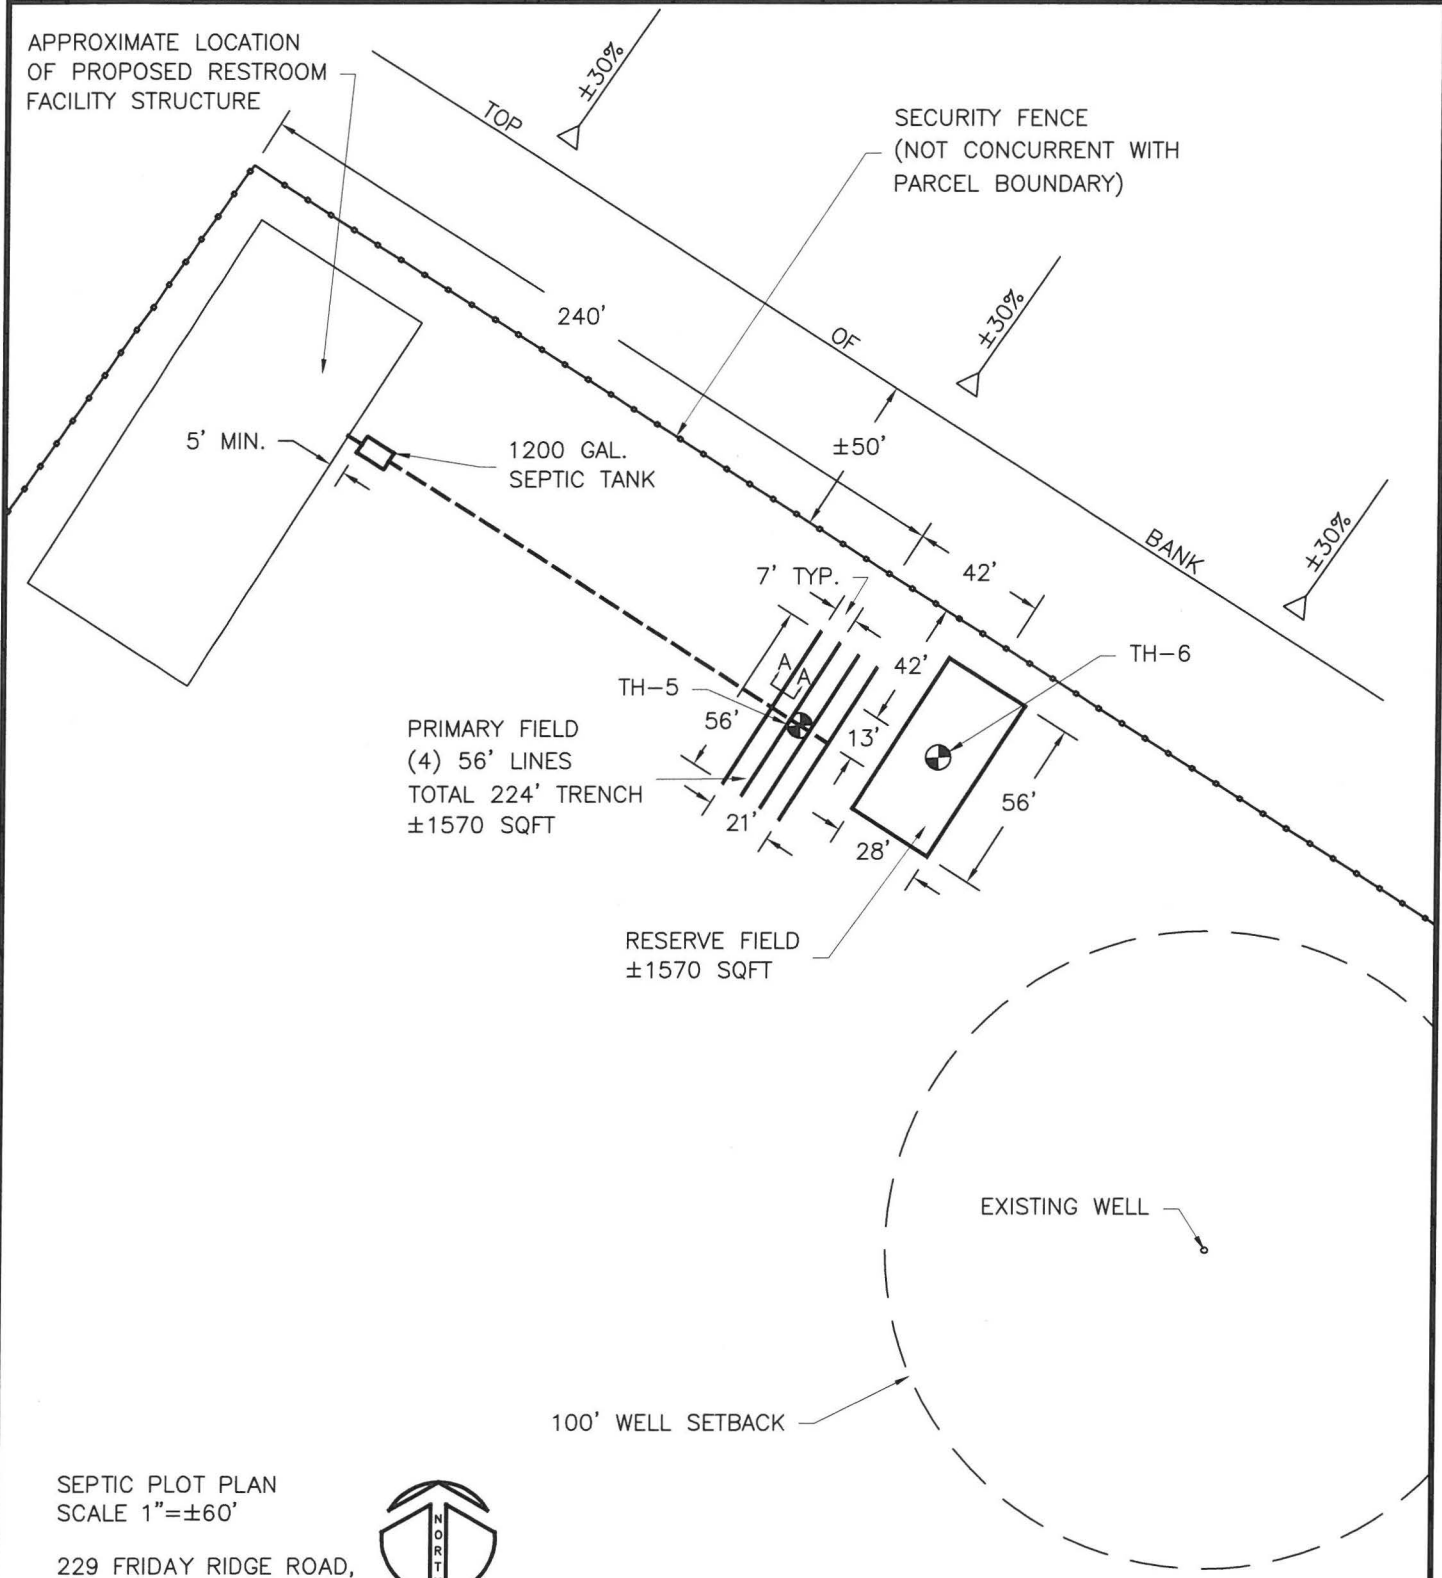 APPROXIMATE LOCATION
OF PROPOSED RESTROOM
FACILITY STRUCTURE
±30%
TOP
SECURITY FENCE
(NOT CONCURRENT WITH
PARCEL BOUNDARY)
240'
OF
±30%
±50'
5' MIN.
1200 GAL.
SEPTIC TANK
BANK
±30%
7' TYP.
42'
A
A
42'
TH-6
TH-5
56'
13'
PRIMARY FIELD
(4) 56' LINES
TOTAL 224' TRENCH
±1570 SQFT
21'
28'
56'
RESERVE FIELD
±1570 SQFT
EXISTING WELL
100' WELL SETBACK
SEPTIC PLOT PLAN
SCALE 1"=±60'
229 FRIDAY RIDGE ROAD,
NORT